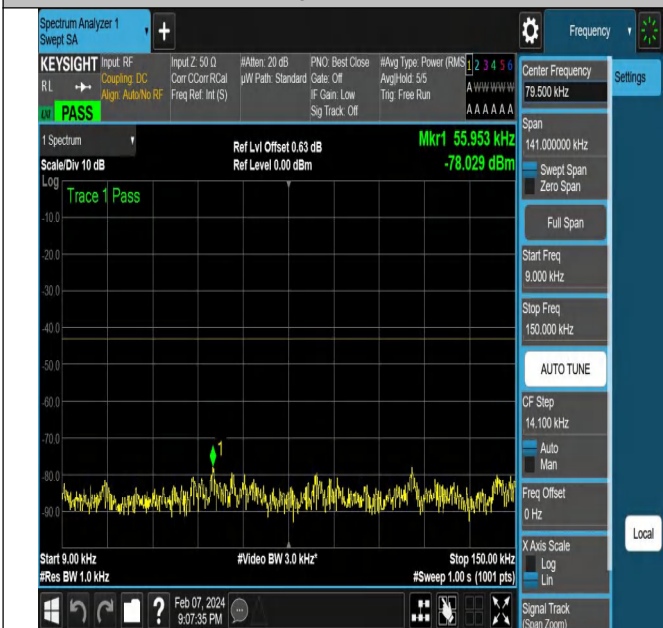 Spectrum Analyzer 1
Swept SA
+
Frequency
KEYSIGHT
Input: RF
Coupling: DC
Align: Auto/No RF
Input Z: 50 Ω
Corr CCorr RCal
Freq Ref: Int (S)
#Atten: 20 dB
µW Path: Standard
PNO: Best Close
Gate: Off
IF Gain: Low
Sig Track: Off
#Avg Type: Power (RMS
Avg|Hold: 5/5
Trig: Free Run
1 2 3 4 5 6
A W W W W W
A A A A A A
R L
LXI
PASS
1 Spectrum
Scale/Div 10 dB
Ref Lvl Offset 0.63 dB
Ref Level 0.00 dBm
Mkr1 55.953 kHz
-78.029 dBm
Log
Trace 1 Pass
-10.0
-20.0
-30.0
-40.0
-50.0
-60.0
-70.0
-80.0
-90.0
1
Start 9.00 kHz
#Res BW 1.0 kHz
#Video BW 3.0 kHz*
Stop 150.00 kHz
#Sweep 1.00 s (1001 pts)
Feb 07, 2024
9:07:35 PM
Center Frequency
79.500 kHz
Settings
Span
141.000000 kHz
Swept Span
Zero Span
Full Span
Start Freq
9.000 kHz
Stop Freq
150.000 kHz
AUTO TUNE
CF Step
14.100 kHz
Auto
Man
Freq Offset
0 Hz
X Axis Scale
Log
Lin
Local
Signal Track
(Span Zoom)